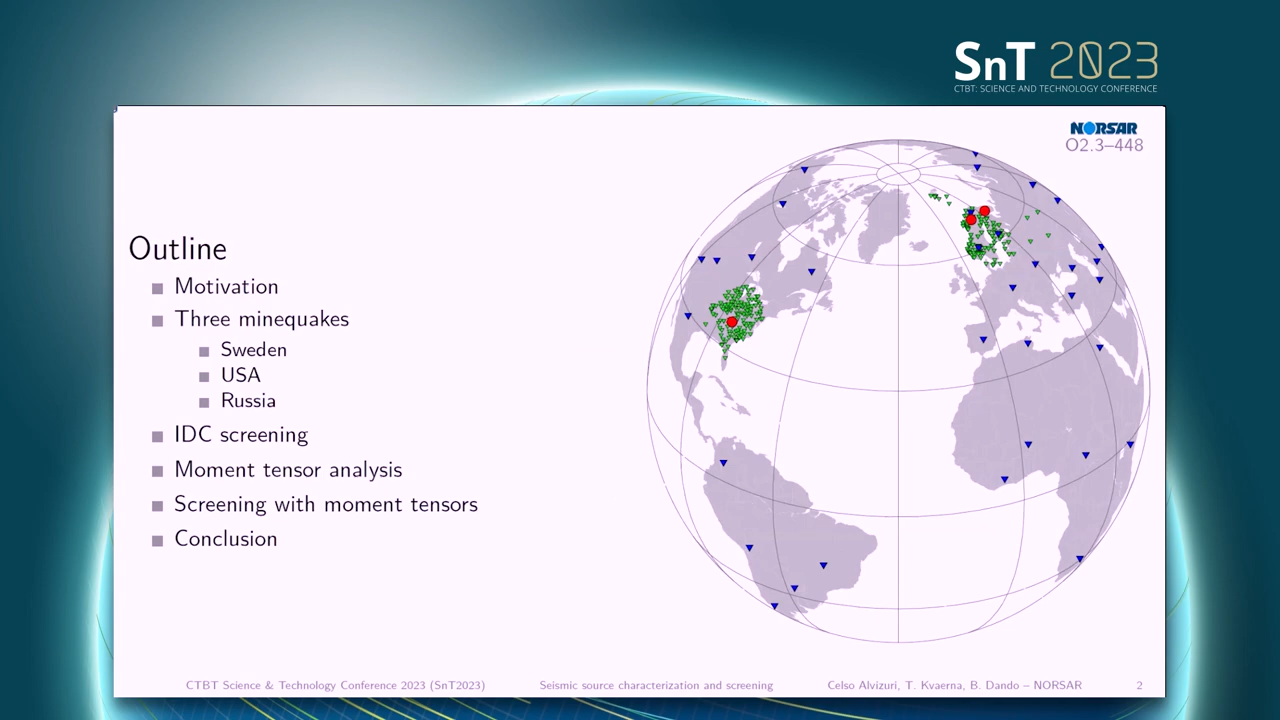 SnT 2023
CTBT: SCIENCE AND TECHNOLOGY CONFERENCE
NORSAR
O2.3–448
Outline
Motivation
Three minequakes
Sweden
USA
Russia
IDC screening
Moment tensor analysis
Screening with moment tensors
Conclusion
CTBT Science & Technology Conference 2023 (SnT2023) Seismic source characterization and screening Celso Alvizuri, T. Kvaerna, B. Dando – NORSAR 2